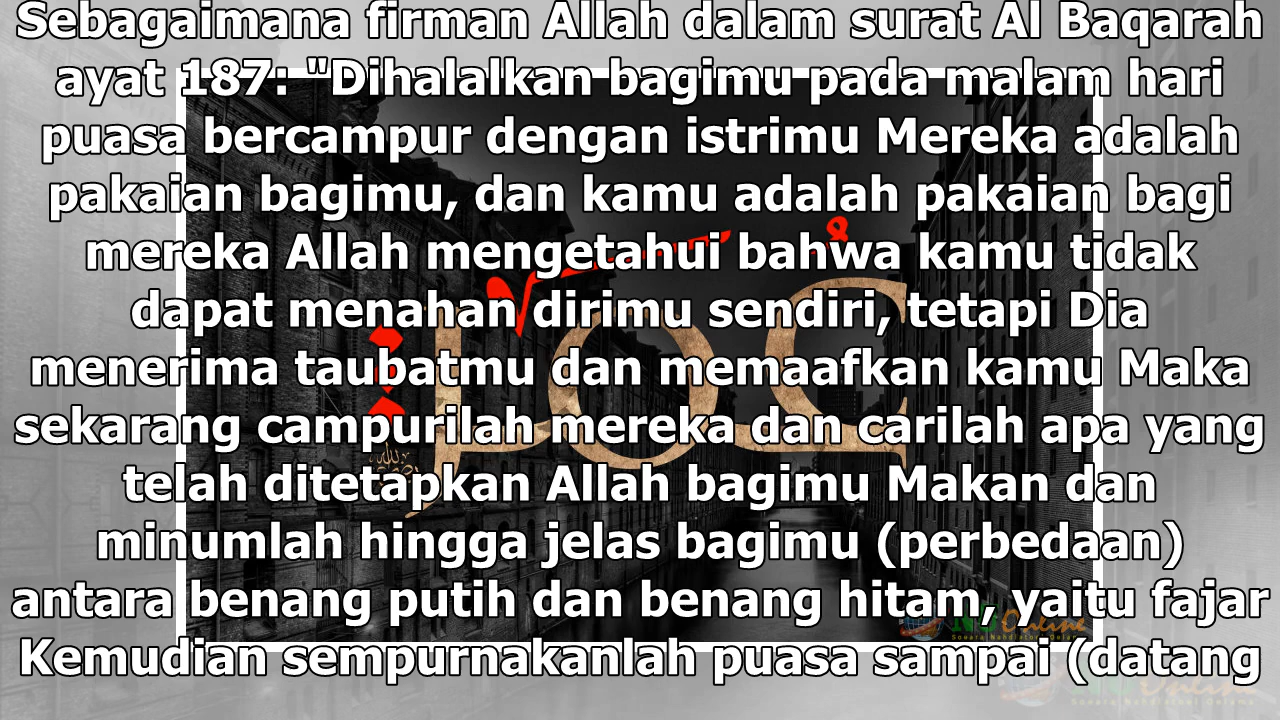 Sebagaimana firman Allah dalam surat Al Baqarah
ayat 187: "Dihalalkan bagimu pada malam hari
puasa bercampur dengan istrimu Mereka adalah
pakaian bagimu, dan kamu adalah pakaian bagi
mereka Allah mengetahui bahwa kamu tidak
dapat menahan dirimu sendiri, tetapi Dia
menerima taubatmu dan memaafkan kamu Maka
sekarang campurilah mereka dan carilah apa yang
telah ditetapkan Allah bagimu Makan dan
minumlah hingga jelas bagimu (perbedaan)
antara benang putih dan benang hitam, yaitu fajar
Kemudian sempurnakanlah puasa sampai (datang